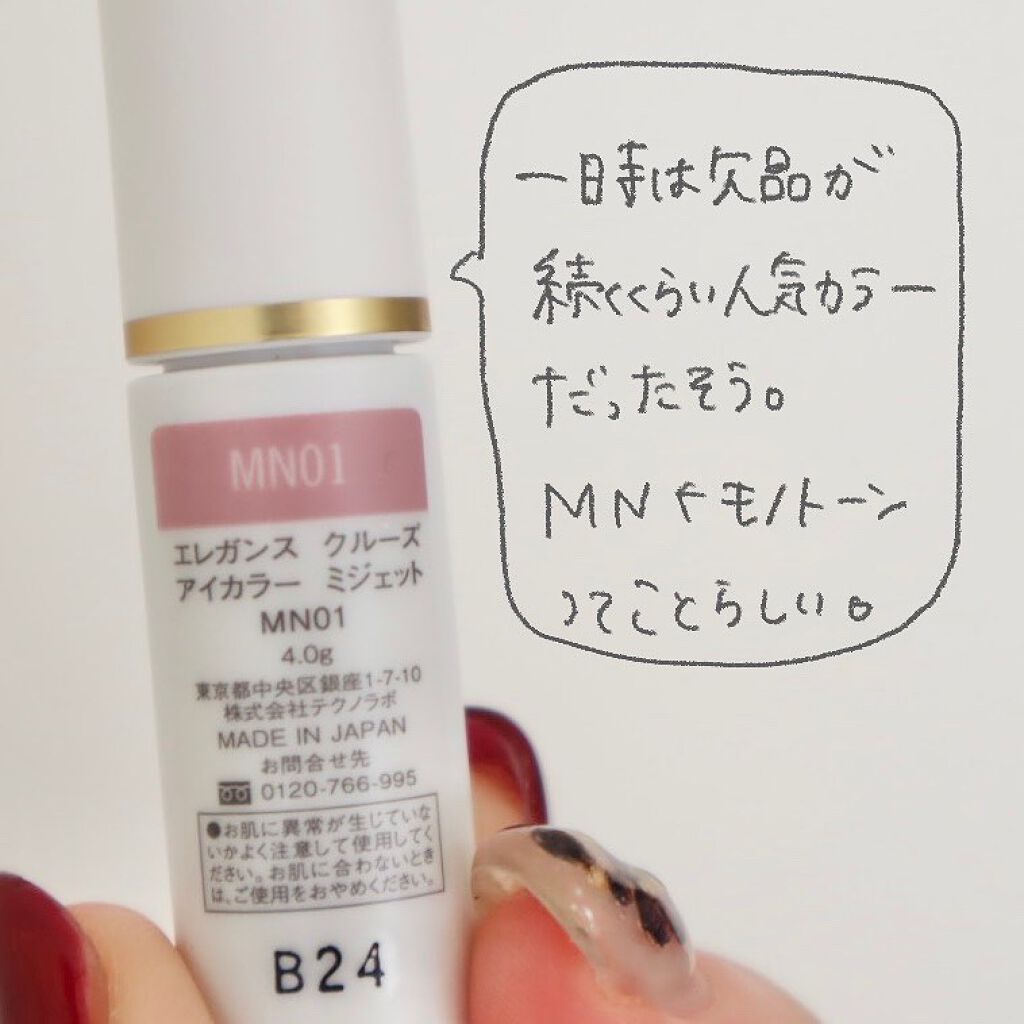 MN01
エレガンス クルーズ
アイカラー ミジェット
MN01
4.0g
東京都中央区銀座1-7-10
株式会社テクノラボ
MADE IN JAPAN
お問合せ先
0120-766-995
●お肌に異常が生じていな
いかよく注意して使用してく
ださい。お肌に合わないとき
は、ご使用をおやめください。
B24
一時は欠品が
続くくらい人気カラー
だったそう。
MN←モノトーン
ってことらしい。